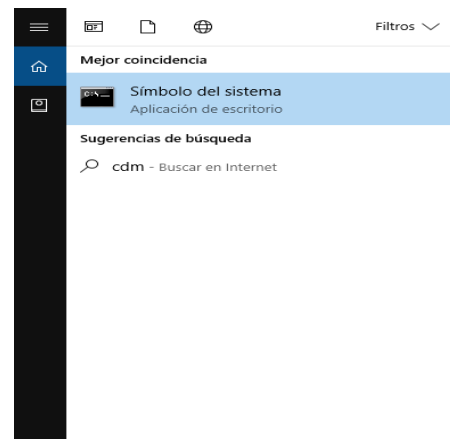 Filtros
Mejor coincidencia
C:\_
Símbolo del sistema
Aplicación de escritorio
Sugerencias de búsqueda
cdm - Buscar en Internet